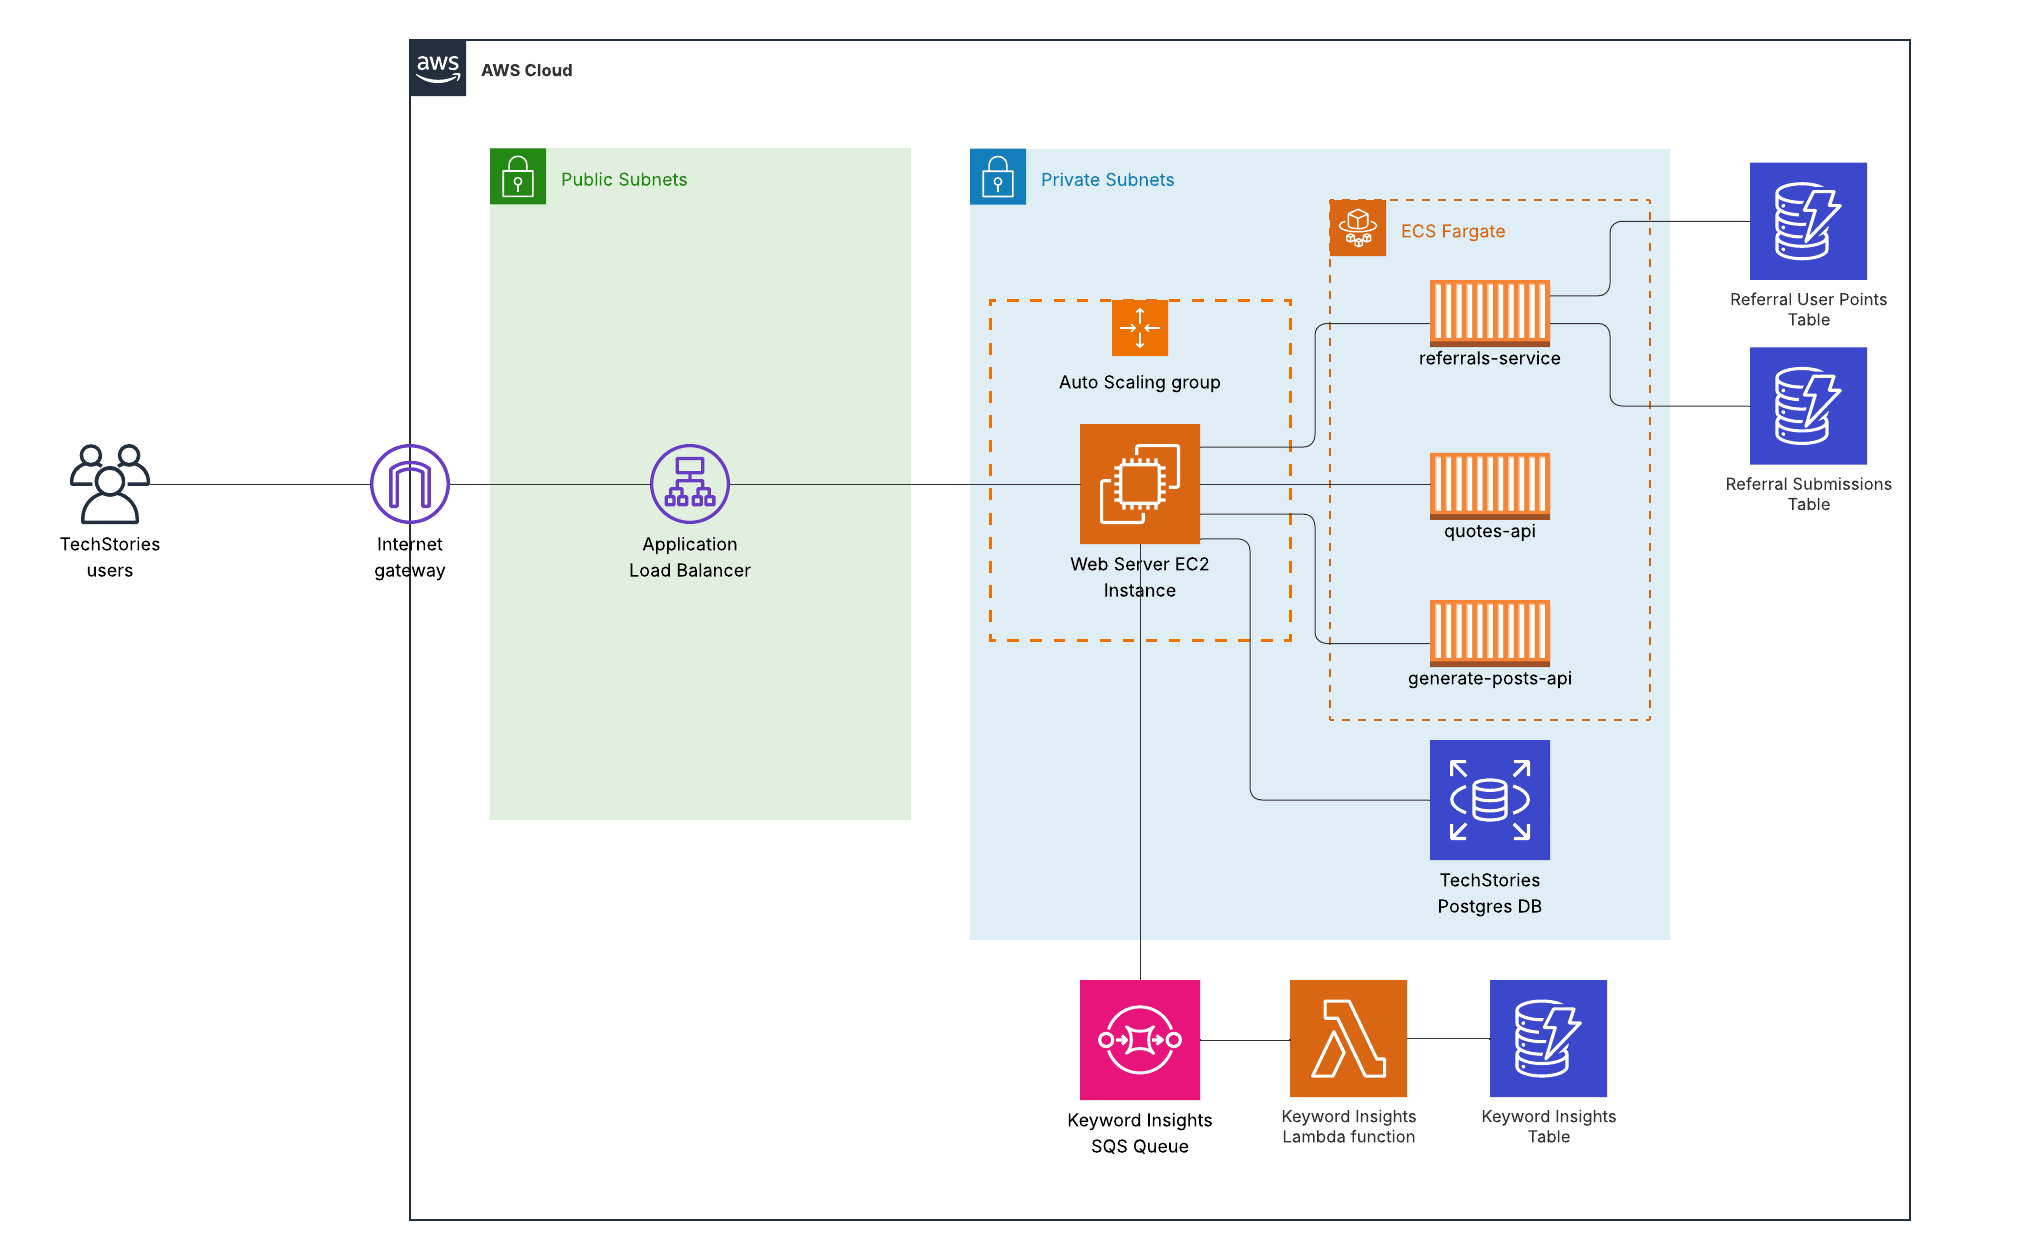 aws
AWS Cloud
Public Subnets
Private Subnets
ECS Fargate
Referral User Points
Table
Auto Scaling group
referrals-service
Referral Submissions
Table
quotes-api
TechStories
users
Internet
gateway
Application
Load Balancer
Web Server EC2
Instance
generate-posts-api
TechStories
Postgres DB
Keyword Insights
SQS Queue
Keyword Insights
Lambda function
Keyword Insights
Table